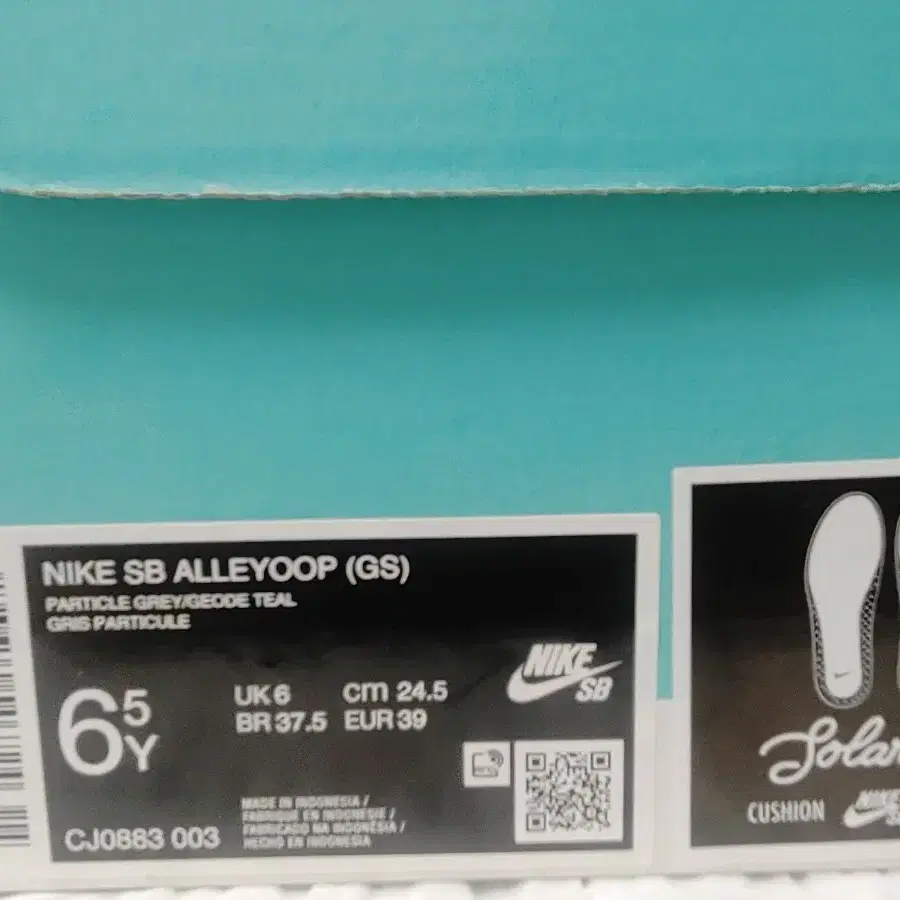 NIKE SB ALLEYOOP (GS)
PARTICLE GREY/GEODE TEAL
GRIS PARTICULE
6 5 Y
UK 6 cm 24.5
BR 37.5 EUR 39
NIKE
SB
CJ0883 003
MADE IN INDONESIA /
FABRIQUE EN INDONESIE /
FABRICADO NA INDONESIA /
HECHO EN INDONESIA
CUSHION
NIKE